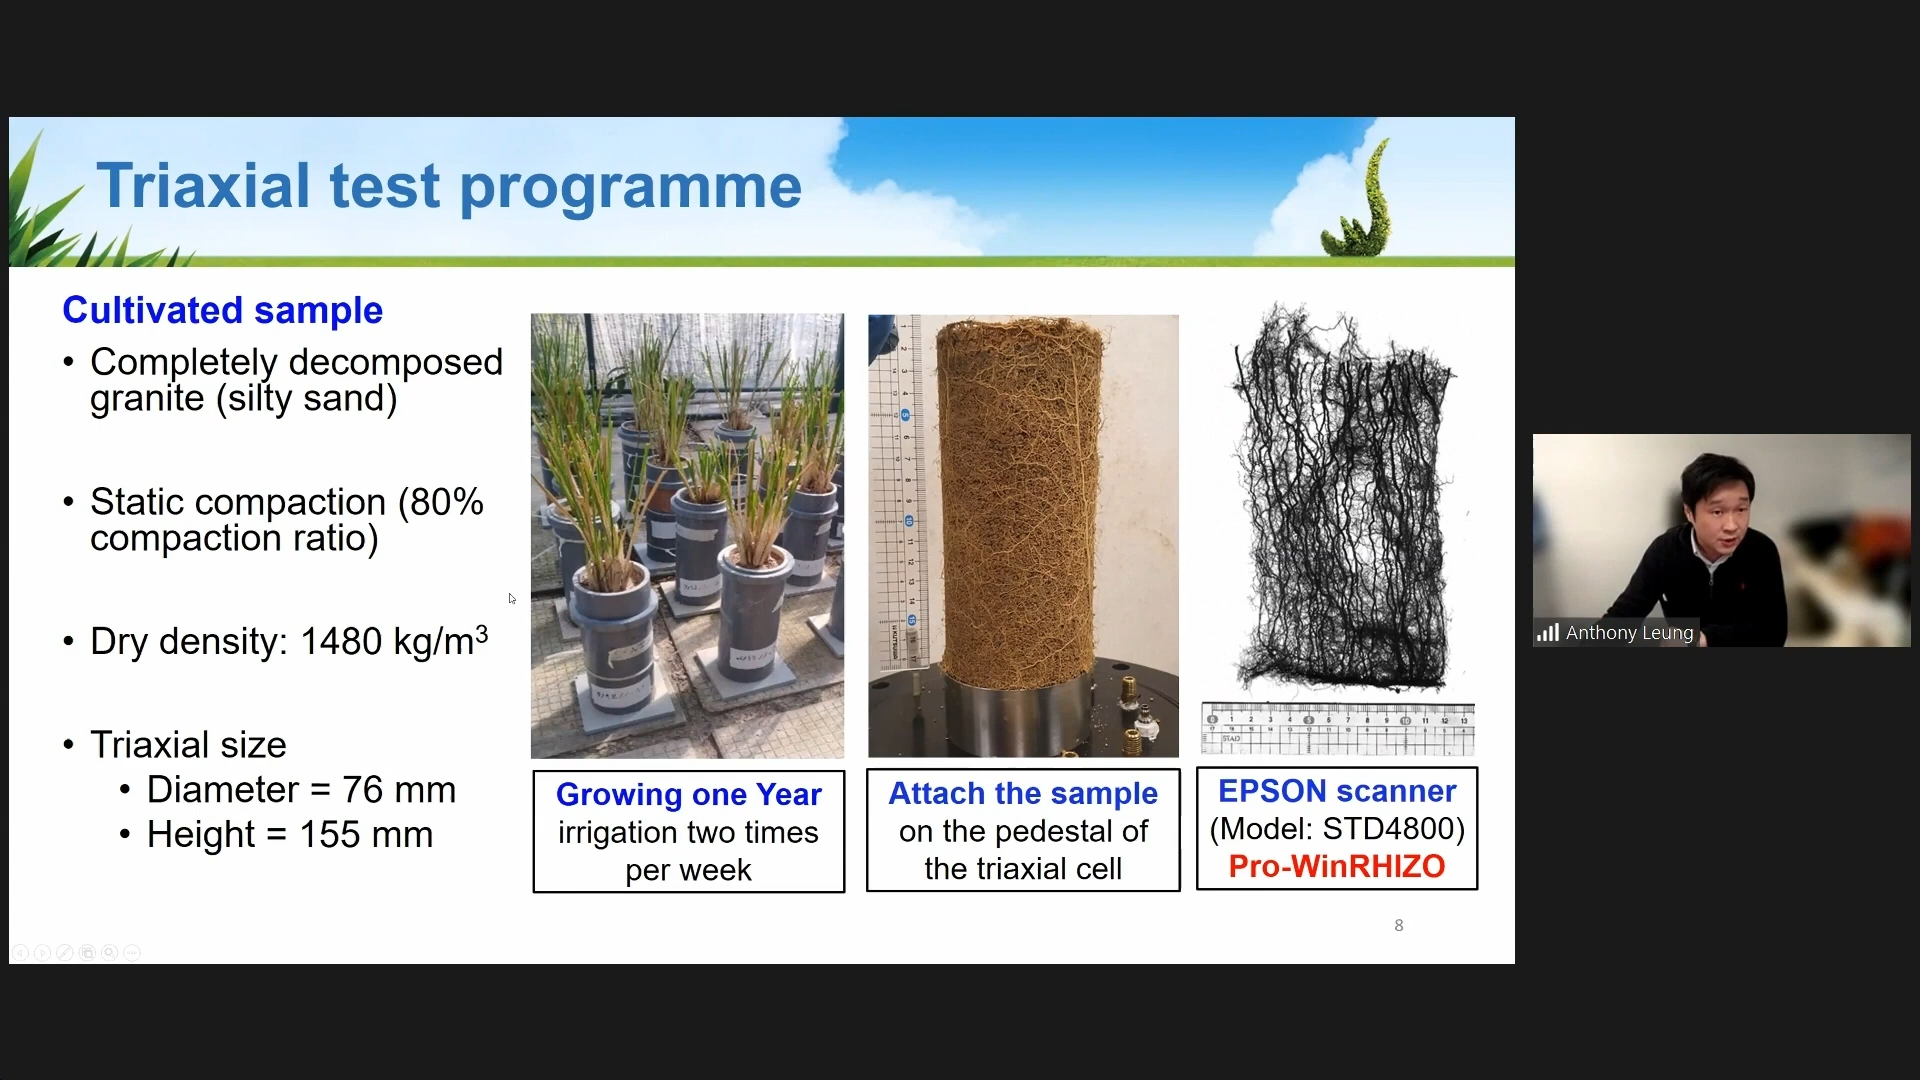 Triaxial test programme
Cultivated sample
• Completely decomposed
granite (silty sand)
• Static compaction (80%
compaction ratio)
• Dry density: 1480 kg/m³
• Triaxial size
• Diameter = 76 mm
• Height = 155 mm
Growing one Year
irrigation two times
per week
Attach the sample
on the pedestal of
the triaxial cell
EPSON scanner
(Model: STD4800)
Pro-WinRHIZO
8
Anthony Leung